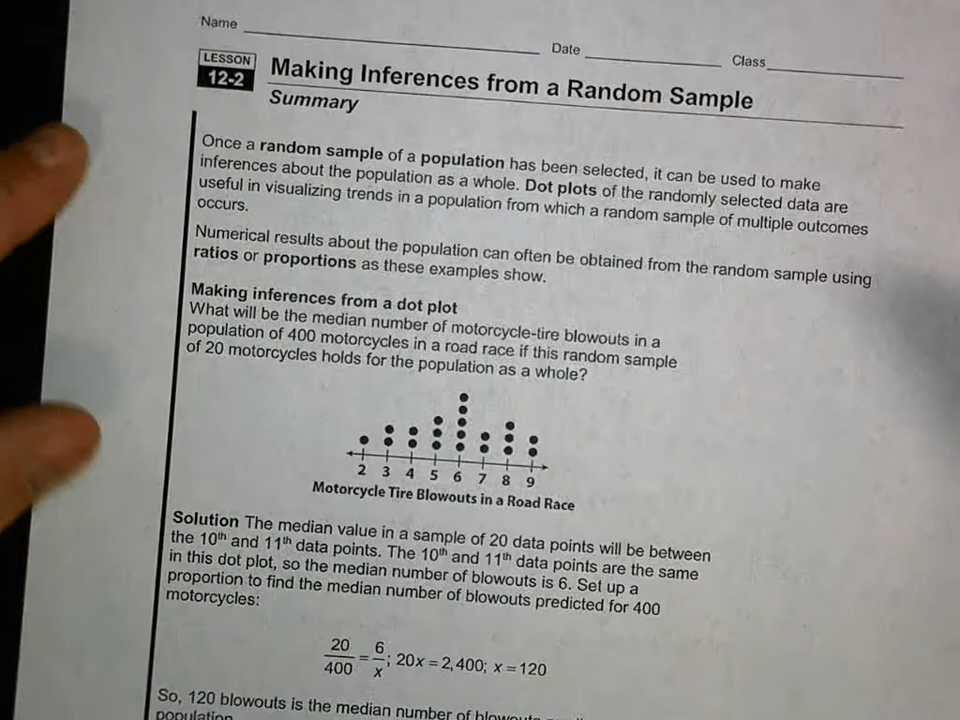 Name
Date
Class
LESSON
12-2
Making Inferences from a Random Sample
Summary
Once a random sample of a population has been selected, it can be used to make
inferences about the population as a whole. Dot plots of the randomly selected data are
useful in visualizing trends in a population from which a random sample of multiple outcomes
occurs.
Numerical results about the population can often be obtained from the random sample using
ratios or proportions as these examples show.
Making inferences from a dot plot
What will be the median number of motorcycle-tire blowouts in a
population of 400 motorcycles in a road race if this random sample
of 20 motorcycles holds for the population as a whole?
2 3 4 5 6 7 8 9
Motorcycle Tire Blowouts in a Road Race
Solution The median value in a sample of 20 data points will be between
the 10th and 11th data points. The 10th and 11th data points are the same
in this dot plot, so the median number of blowouts is 6. Set up a
proportion to find the median number of blowouts predicted for 400
motorcycles:
20/400 = 6/x; 20x = 2,400; x = 120
So, 120 blowouts is the median number of blowouts
population